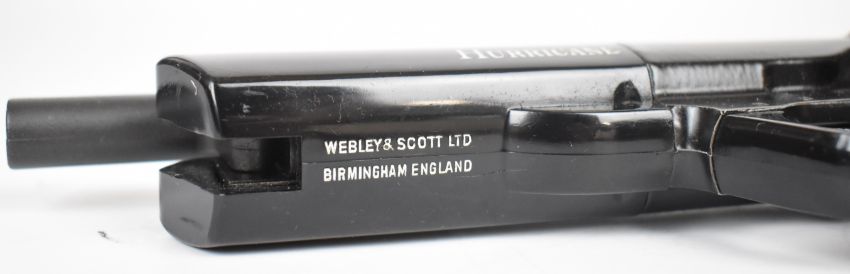 HURRICANE
WEBLEY & SCOTT LTD
BIRMINGHAM ENGLAND